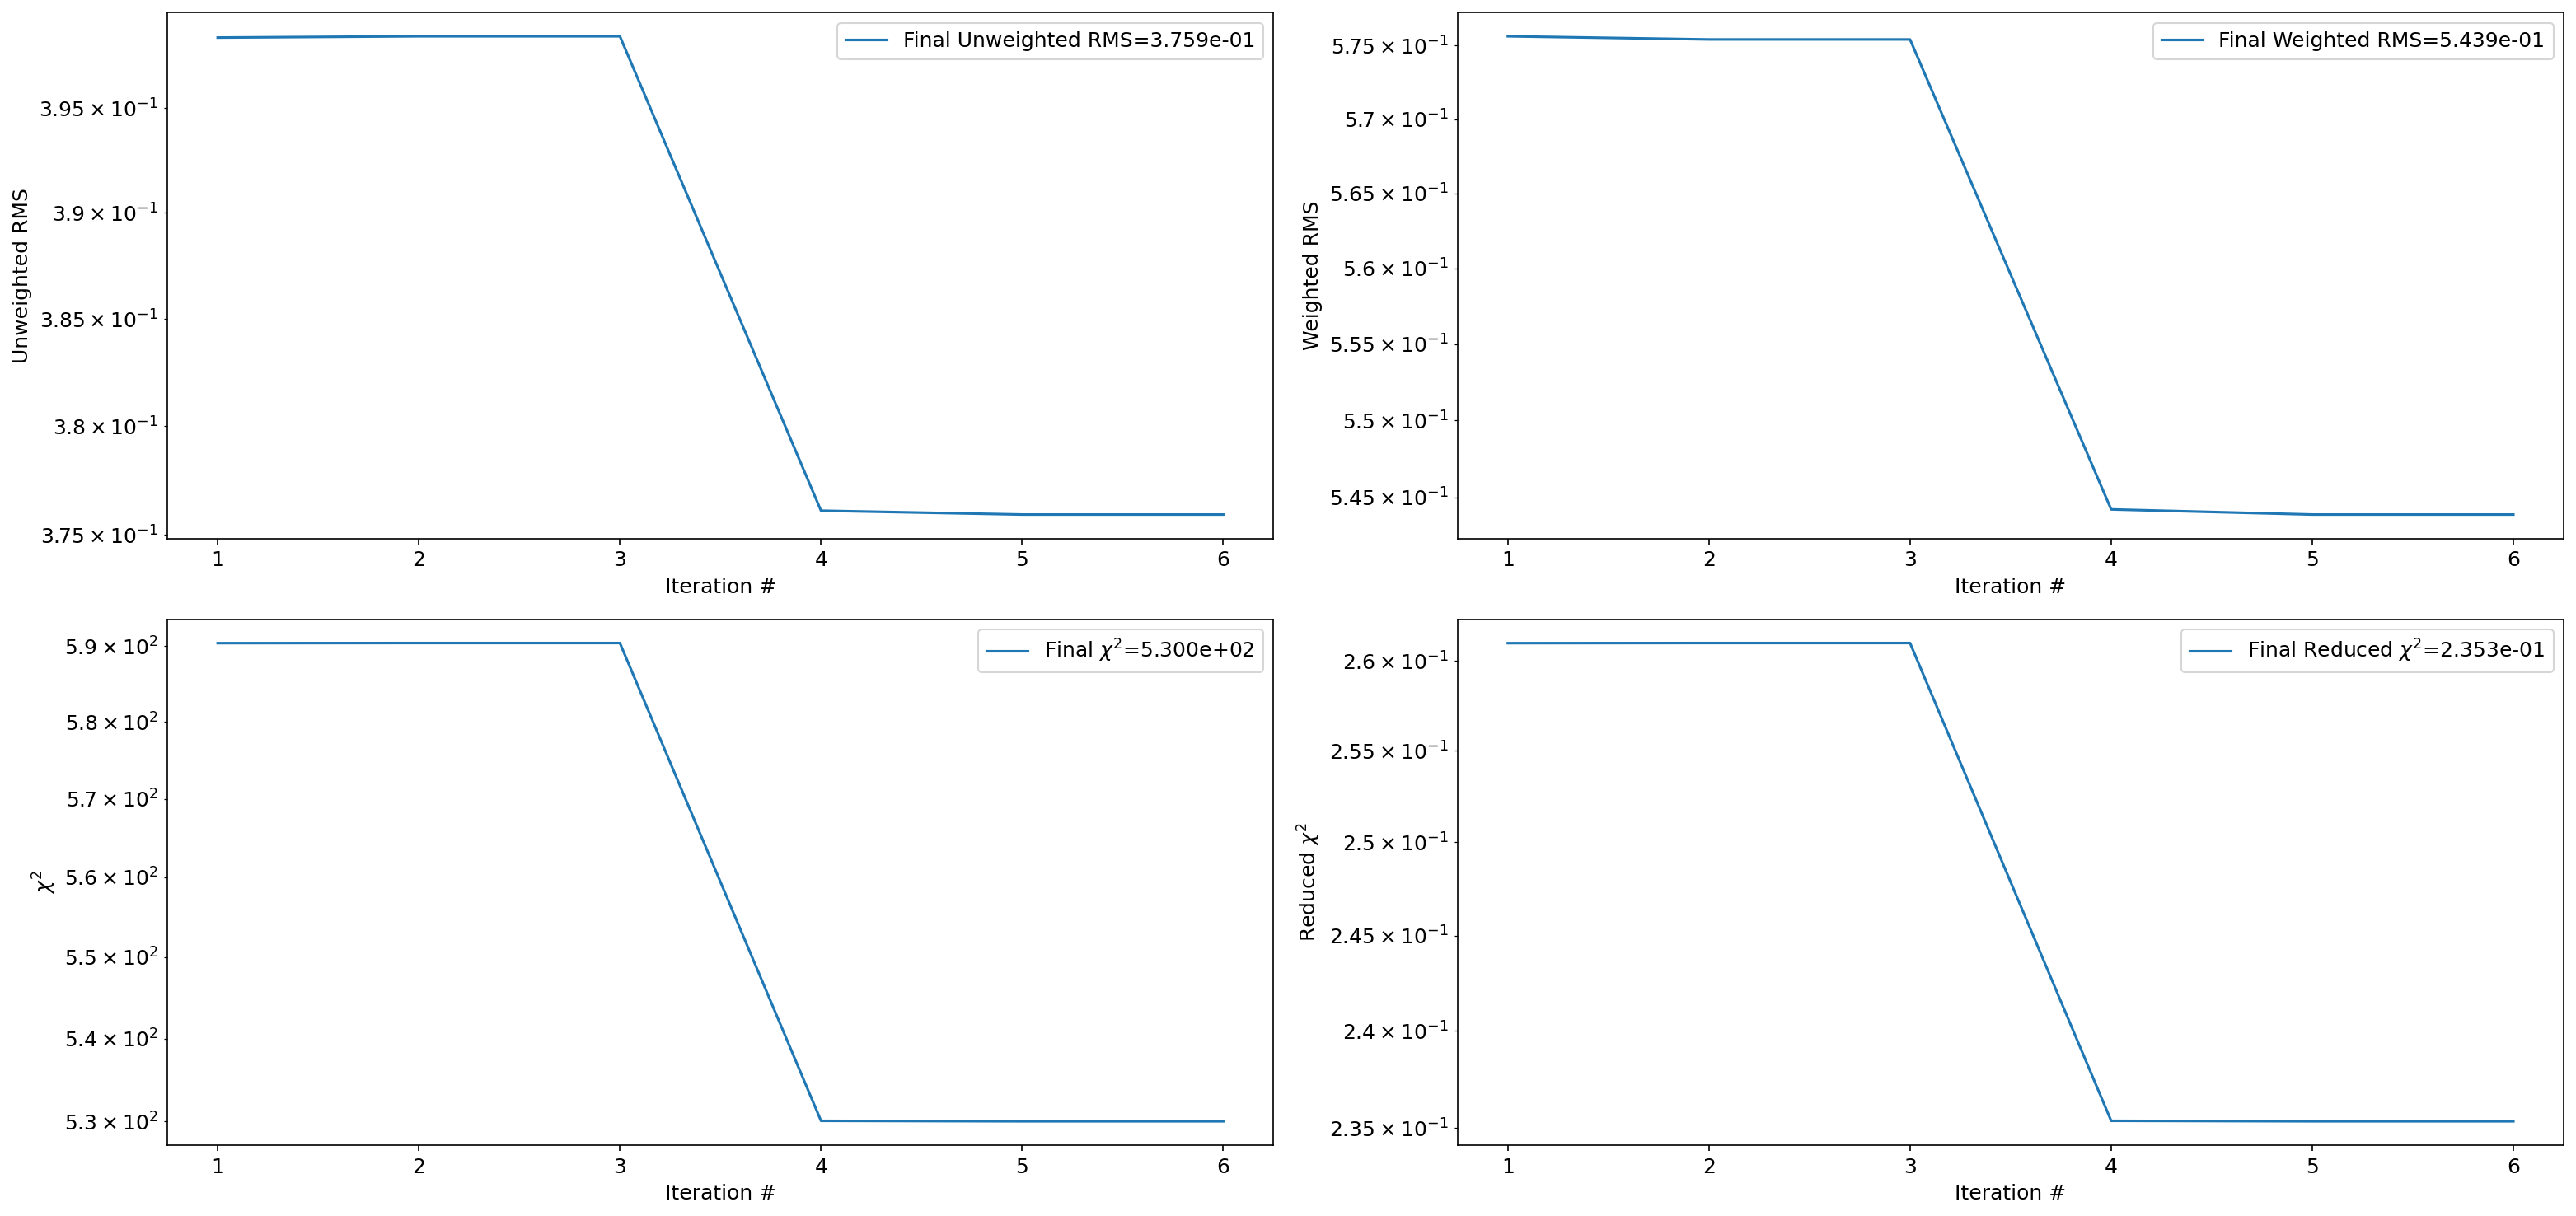 Final Unweighted RMS=3.759e-01
Unweighted RMS
3.95 × 10⁻¹
3.9 × 10⁻¹
3.85 × 10⁻¹
3.8 × 10⁻¹
3.75 × 10⁻¹
1 2 3 4 5 6
Iteration #
Final Weighted RMS=5.439e-01
Weighted RMS
5.75 × 10⁻¹
5.7 × 10⁻¹
5.65 × 10⁻¹
5.6 × 10⁻¹
5.55 × 10⁻¹
5.5 × 10⁻¹
5.45 × 10⁻¹
1 2 3 4 5 6
Iteration #
Final χ²=5.300e+02
χ²
5.9 × 10²
5.8 × 10²
5.7 × 10²
5.6 × 10²
5.5 × 10²
5.4 × 10²
5.3 × 10²
1 2 3 4 5 6
Iteration #
Final Reduced χ²=2.353e-01
Reduced χ²
2.6 × 10⁻¹
2.55 × 10⁻¹
2.5 × 10⁻¹
2.45 × 10⁻¹
2.4 × 10⁻¹
2.35 × 10⁻¹
1 2 3 4 5 6
Iteration #